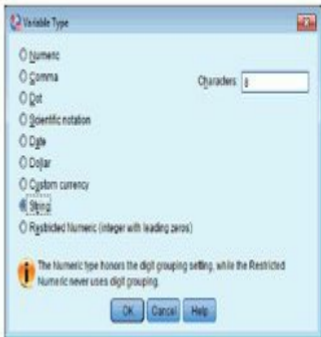 Variable Type
Numeric
Comma
Characters: 8
Dot
Scientific notation
Date
Dollar
Custom currency
String
Restricted Numeric (integer with leading zeros)
The Numeric type honors the digit grouping setting, while the Restricted
Numeric never uses digit grouping.
OK Cancel Help